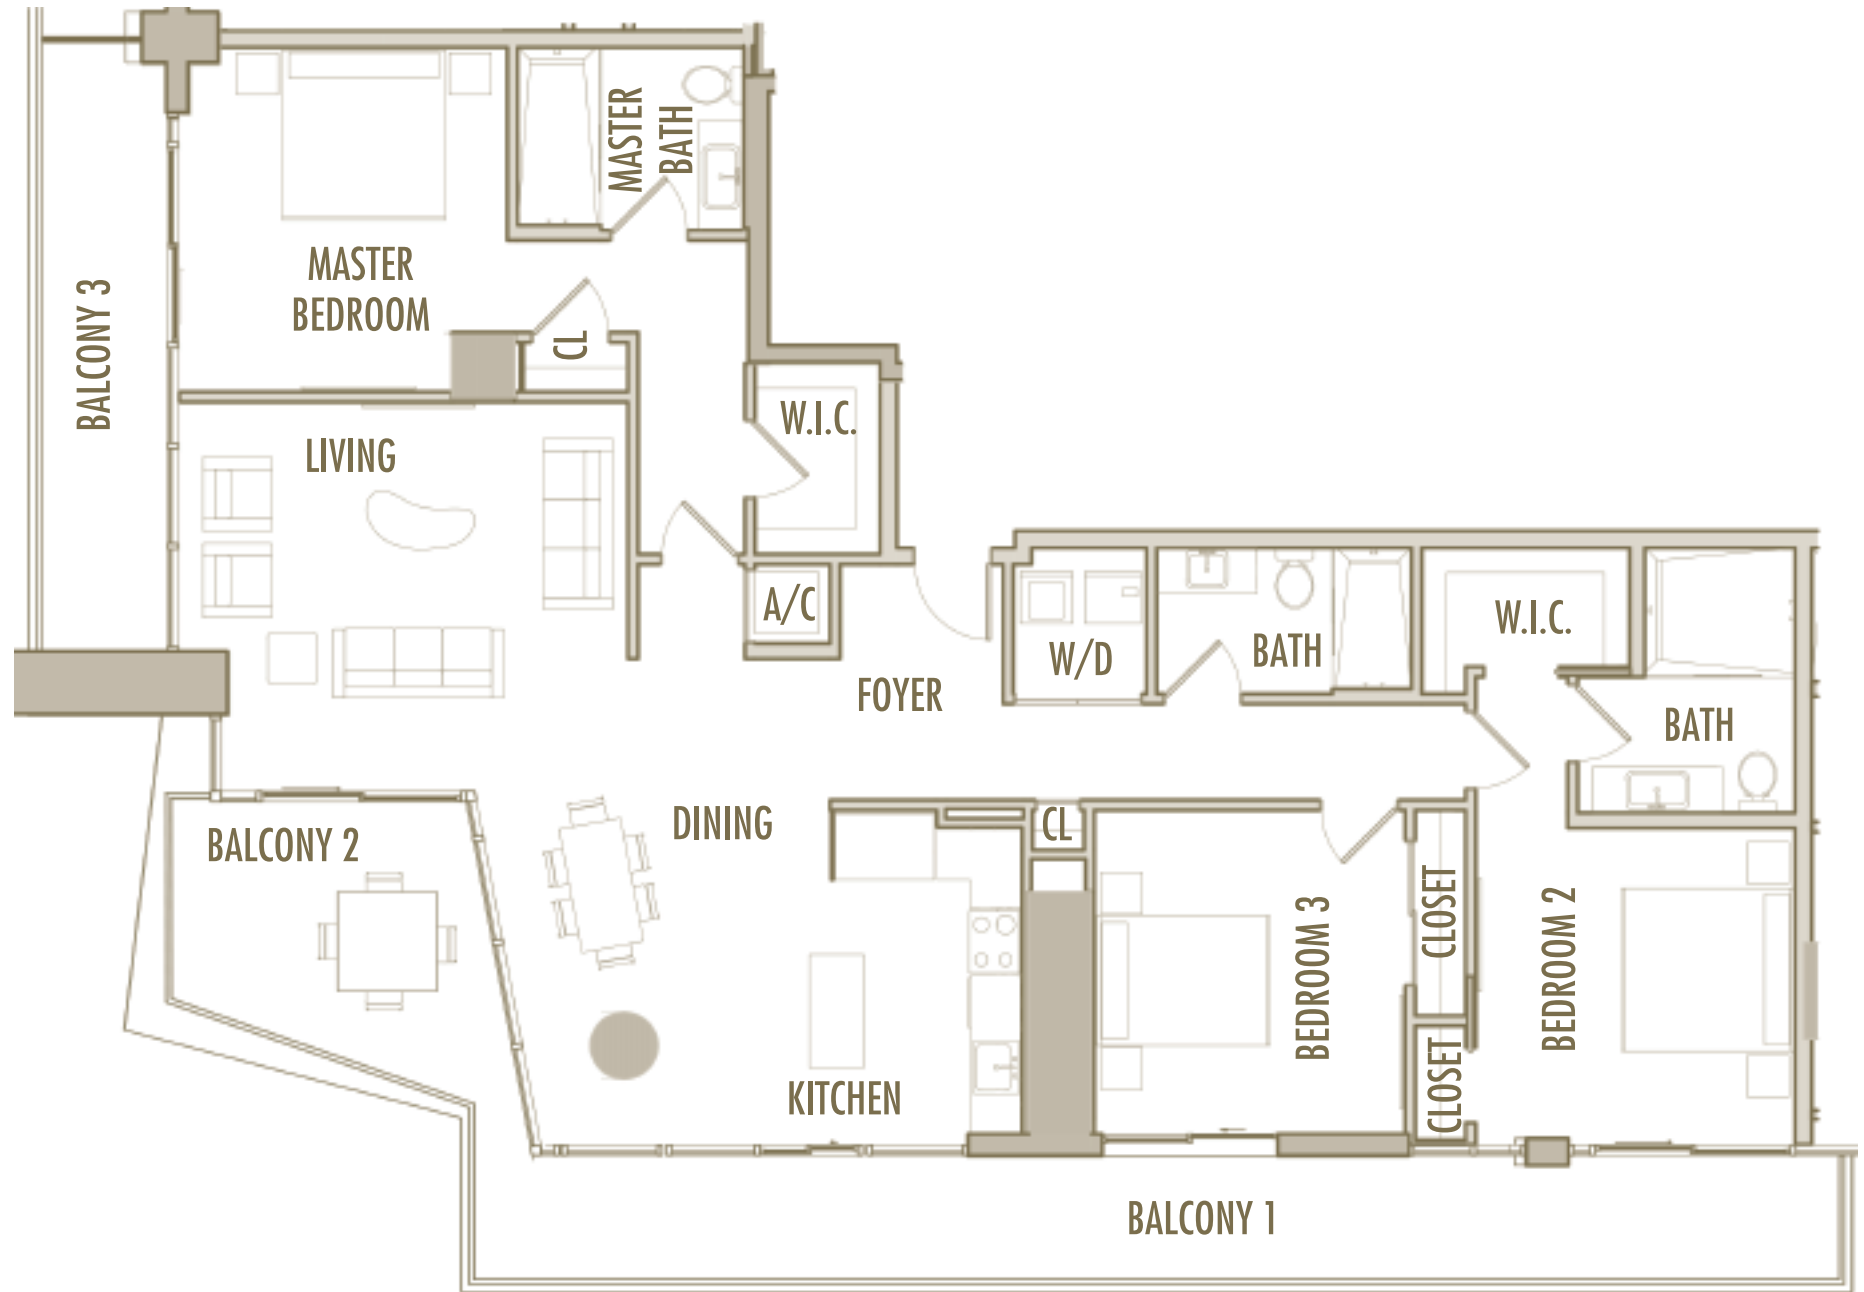 MASTER
BATH
MASTER
BEDROOM
BALCONY 3
CL
W.I.C.
LIVING
A/C
W/D
BATH
W.I.C.
FOYER
BATH
DINING
CL
BALCONY 2
CLOSET
BEDROOM 3
BEDROOM 2
CLOSET
KITCHEN
BALCONY 1